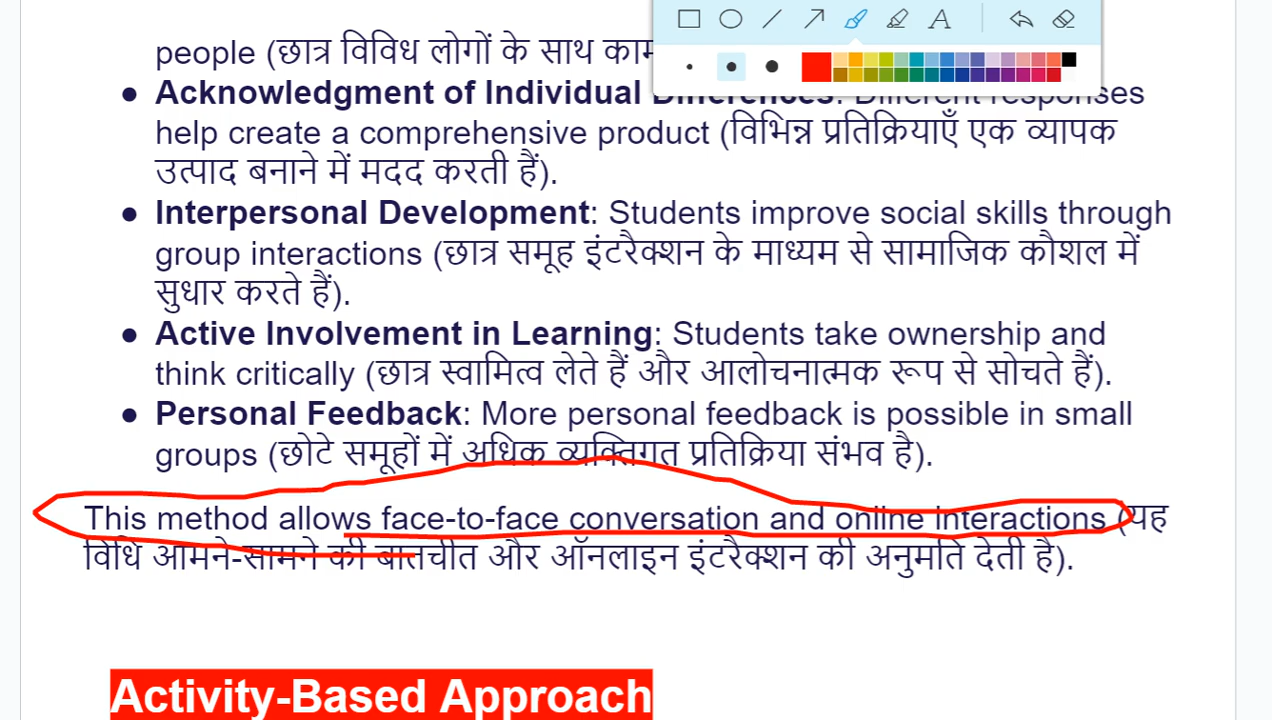 people (छात्र विविध लोगों के साथ काम
● Acknowledgment of Individual Differences: Different responses
help create a comprehensive product (विभिन्न प्रतिक्रियाएँ एक व्यापक
उत्पाद बनाने में मदद करती हैं).
● Interpersonal Development: Students improve social skills through
group interactions (छात्र समूह इंटरैक्शन के माध्यम से सामाजिक कौशल में
सुधार करते हैं).
● Active Involvement in Learning: Students take ownership and
think critically (छात्र स्वामित्व लेते हैं और आलोचनात्मक रूप से सोचते हैं).
● Personal Feedback: More personal feedback is possible in small
groups (छोटे समूहों में अधिक व्यक्तिगत प्रतिक्रिया संभव है).
This method allows face-to-face conversation and online interactions (यह
विधि आमने-सामने की बातचीत और ऑनलाइन इंटरैक्शन की अनुमति देती है).
Activity-Based Approach